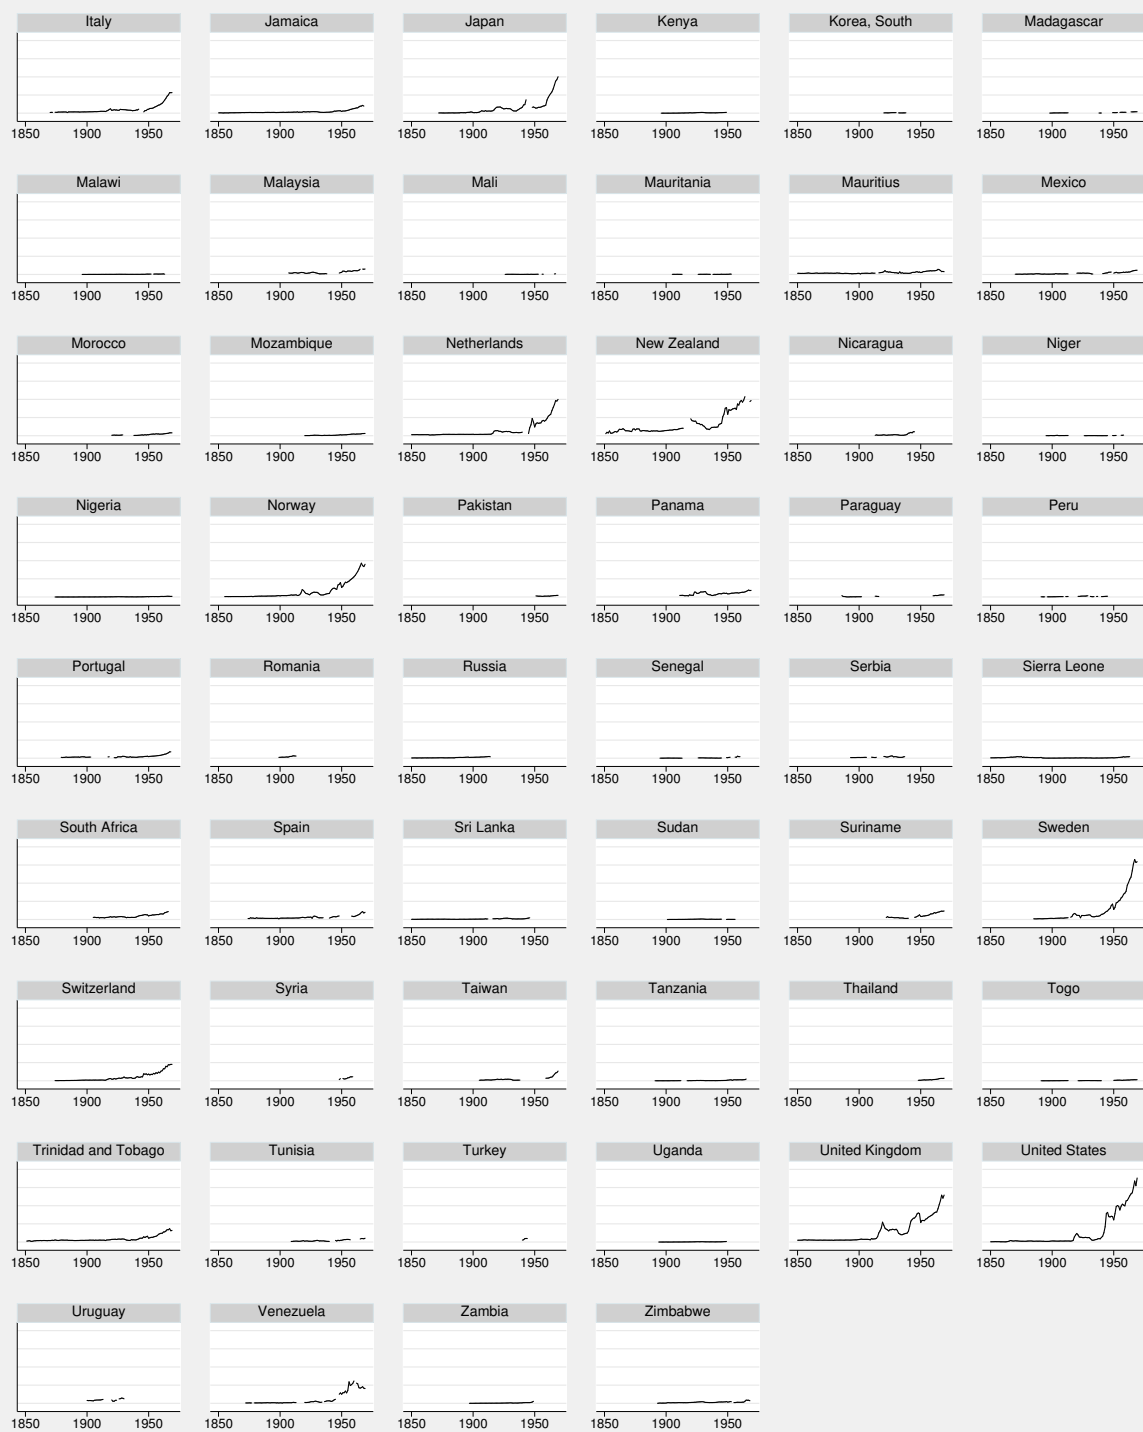 Italy Jamaica Japan Kenya Korea, South Madagascar
1850 1900 1950 1850 1900 1950 1850 1900 1950 1850 1900 1950 1850 1900 1950 1850 1900 1950
Malawi Malaysia Mali Mauritania Mauritius Mexico
1850 1900 1950 1850 1900 1950 1850 1900 1950 1850 1900 1950 1850 1900 1950 1850 1900 1950
Morocco Mozambique Netherlands New Zealand Nicaragua Niger
1850 1900 1950 1850 1900 1950 1850 1900 1950 1850 1900 1950 1850 1900 1950 1850 1900 1950
Nigeria Norway Pakistan Panama Paraguay Peru
1850 1900 1950 1850 1900 1950 1850 1900 1950 1850 1900 1950 1850 1900 1950 1850 1900 1950
Portugal Romania Russia Senegal Serbia Sierra Leone
1850 1900 1950 1850 1900 1950 1850 1900 1950 1850 1900 1950 1850 1900 1950 1850 1900 1950
South Africa Spain Sri Lanka Sudan Suriname Sweden
1850 1900 1950 1850 1900 1950 1850 1900 1950 1850 1900 1950 1850 1900 1950 1850 1900 1950
Switzerland Syria Taiwan Tanzania Thailand Togo
1850 1900 1950 1850 1900 1950 1850 1900 1950 1850 1900 1950 1850 1900 1950 1850 1900 1950
Trinidad and Tobago Tunisia Turkey Uganda United Kingdom United States
1850 1900 1950 1850 1900 1950 1850 1900 1950 1850 1900 1950 1850 1900 1950 1850 1900 1950
Uruguay Venezuela Zambia Zimbabwe
1850 1900 1950 1850 1900 1950 1850 1900 1950 1850 1900 1950